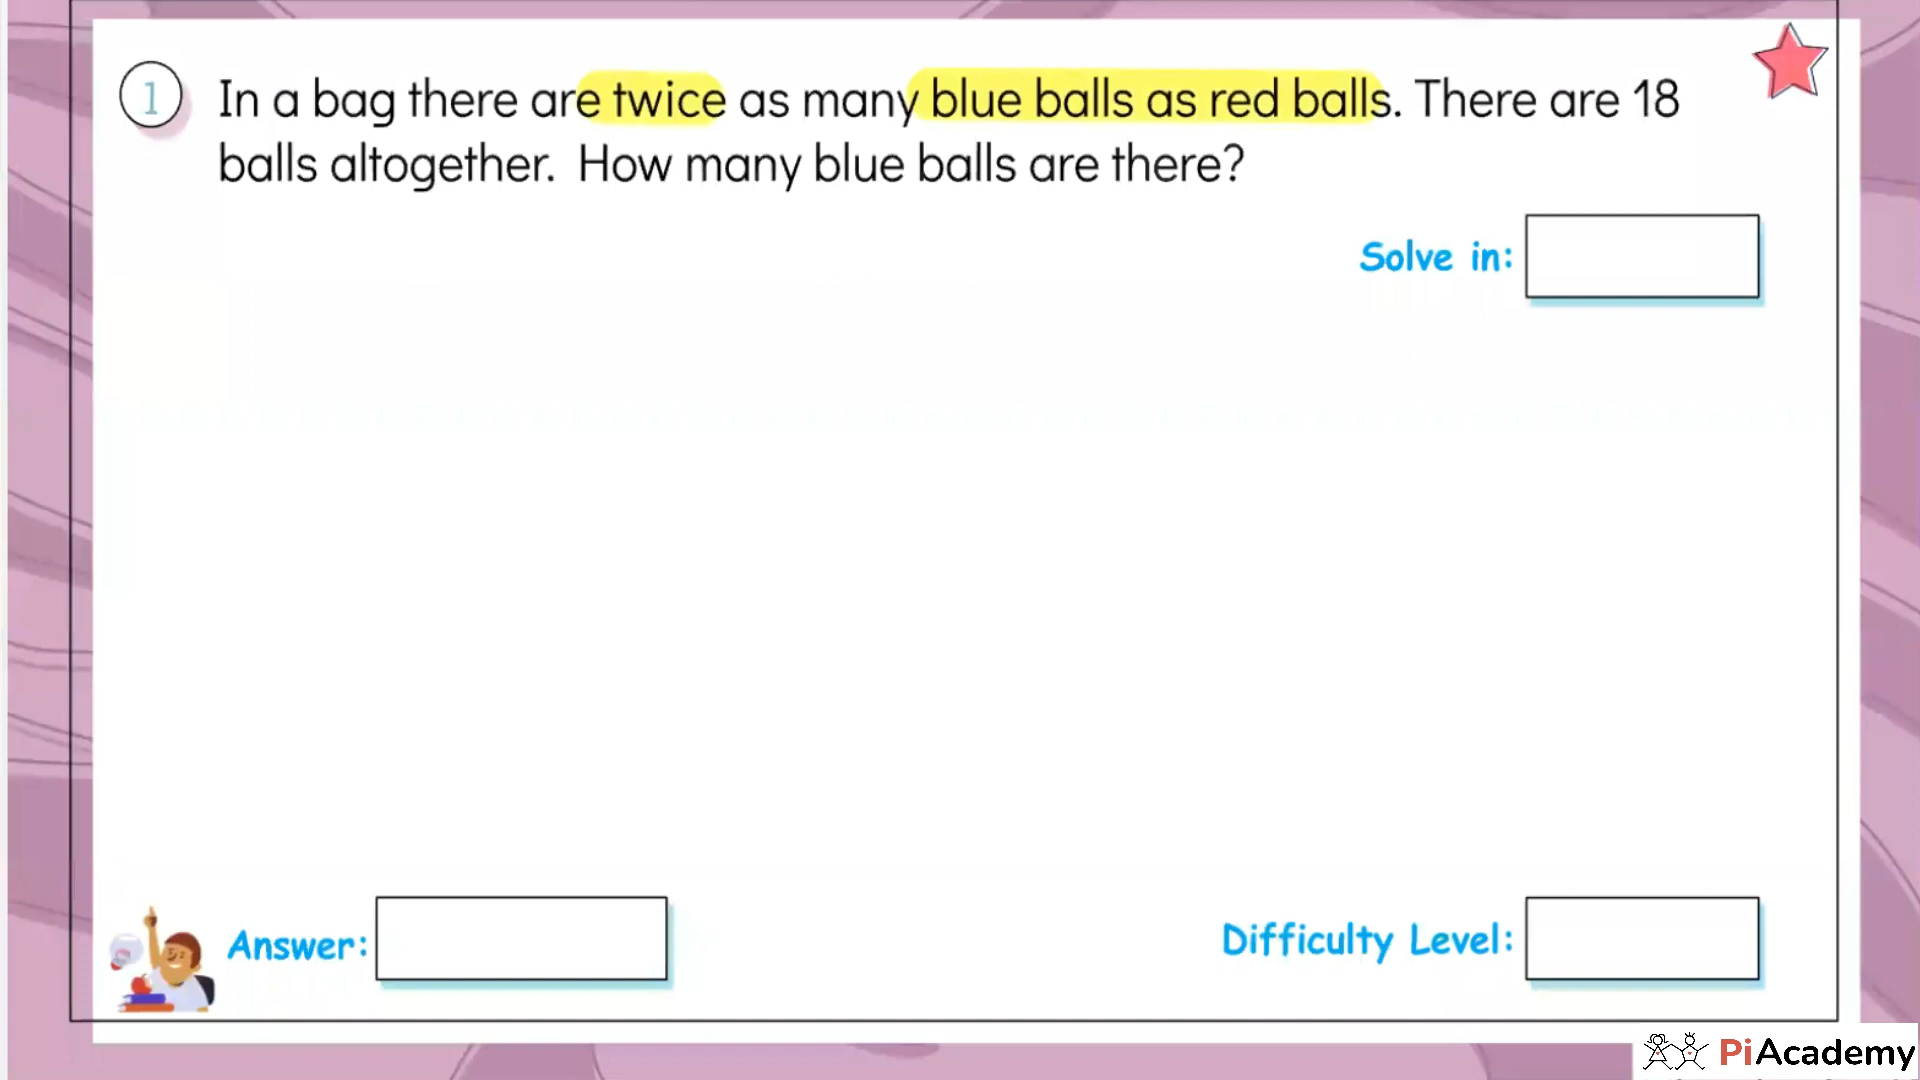 1
In a bag there are twice as many blue balls as red balls. There are 18
balls altogether. How many blue balls are there?
Solve in:
Answer:
Difficulty Level:
PiAcademy